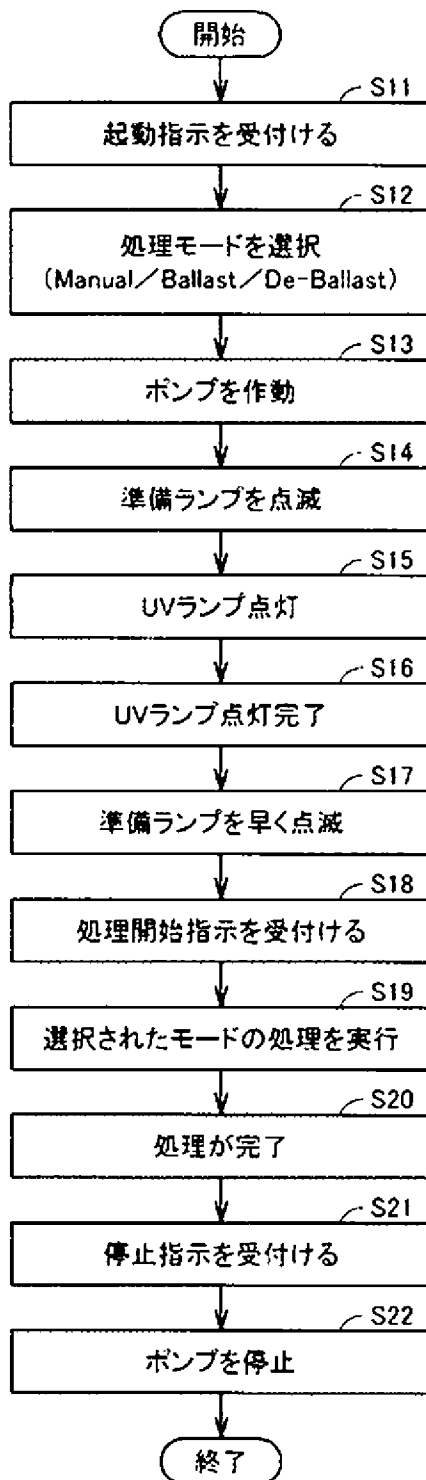 開始
S11
起動指示を受付ける
S12
処理モードを選択
(Manual/Ballast/De-Ballast)
S13
ポンプを作動
S14
準備ランプを点滅
S15
UVランプ点灯
S16
UVランプ点灯完了
S17
準備ランプを早く点滅
S18
処理開始指示を受付ける
S19
選択されたモードの処理を実行
S20
処理が完了
S21
停止指示を受付ける
S22
ポンプを停止
終了